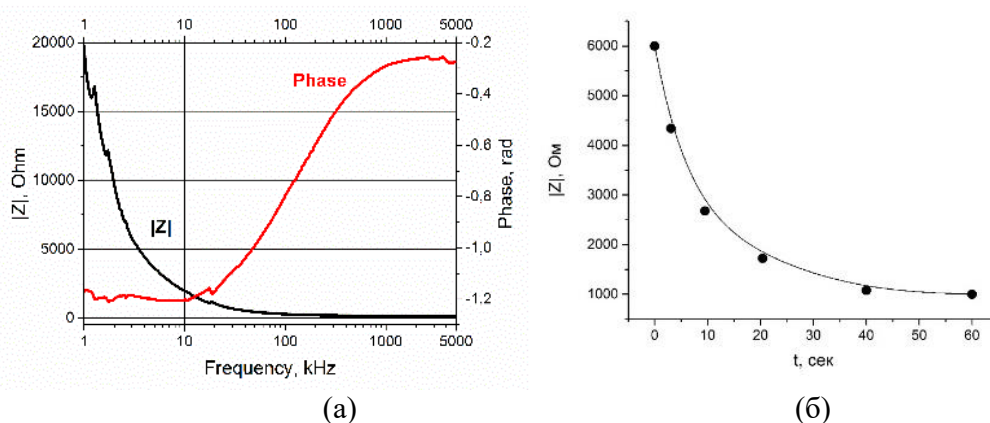 1 10 100 1000 5000
20000 -0.2
15000 -0,4
10000 -0,6
5000 -0,8
0 -1,0
-1,2
|Z|, Ohm
Phase
|Z|
Phase, rad
1 10 100 1000 5000
Frequency, kHz
(а)
6000
5000
4000
3000
2000
1000
|Z|, Ом
0 10 20 30 40 50 60
t, сек
(б)